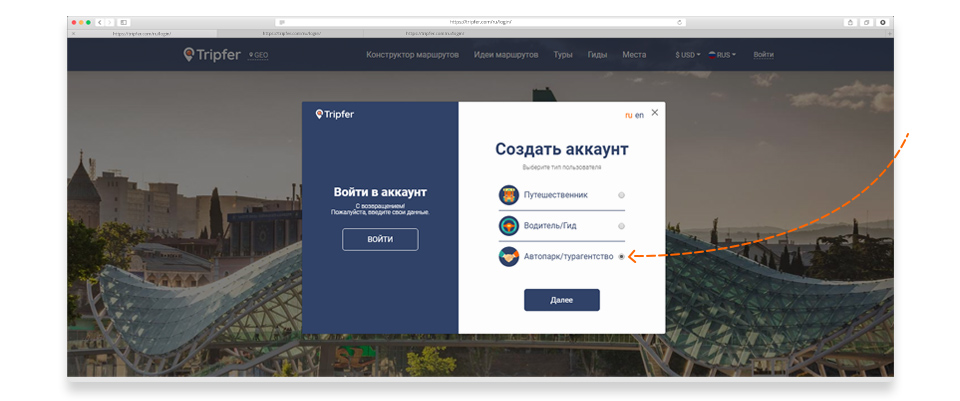 https://tripfer.com/ru/login/
https://tripfer.com/ru/login/
https://tripfer.com/ru/login/
https://tripfer.com/ru/login/
Tripfer GEO
Конструктор маршрутов Идеи маршрутов Туры Гиды Места $ USD RUS Войти
Tripfer
Войти в аккаунт
С возвращением!
Пожалуйста, введите свои данные
ВОЙТИ
ru en
Создать аккаунт
Выберите тип пользователя
Путешественник
Водитель/Гид
Автопарк/турагентство
Далее